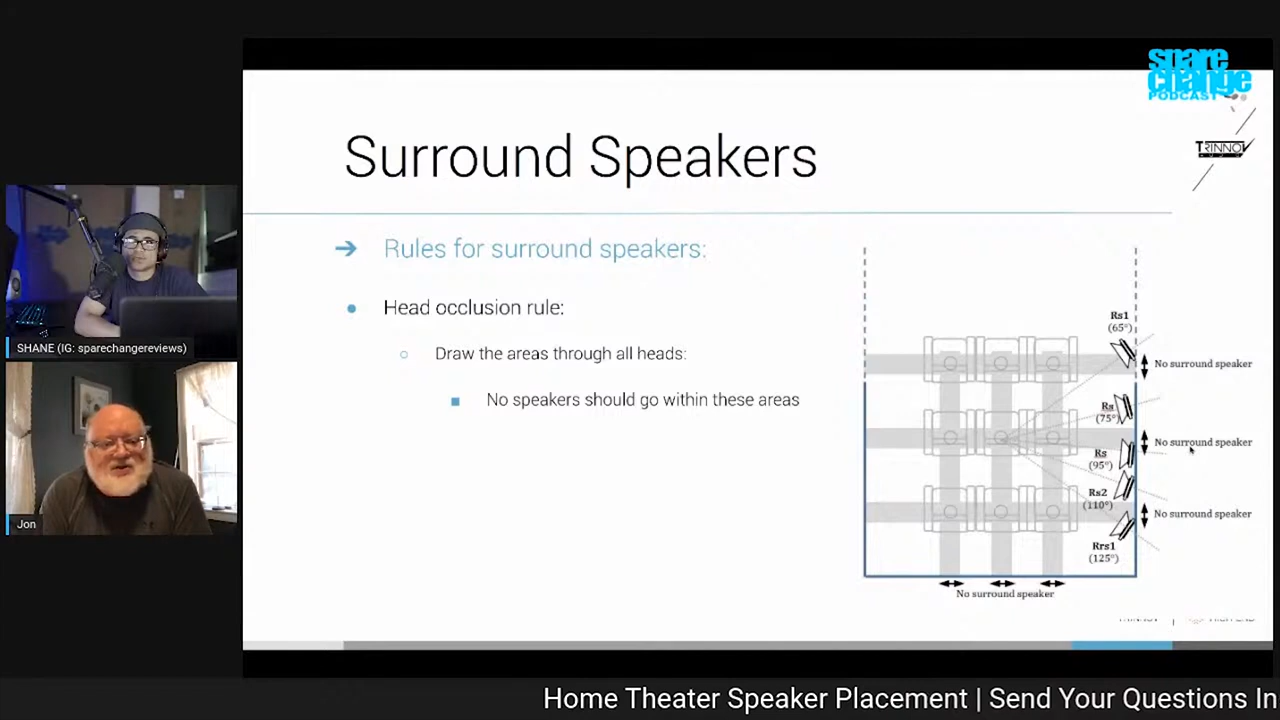 spare
change
PODCAST
TRINNOV
AUDIO
Surround Speakers
Rules for surround speakers:
Head occlusion rule:
Draw the areas through all heads:
No speakers should go within these areas
Rs1
(65°)
No surround speaker
Rs
(75°)
No surround speaker
Rs
(95°)
Rs2
(110°)
No surround speaker
Rrs1
(125°)
No surround speaker
SHANE (IG: sparechangereviews)
Jon
Home Theater Speaker Placement | Send Your Questions In